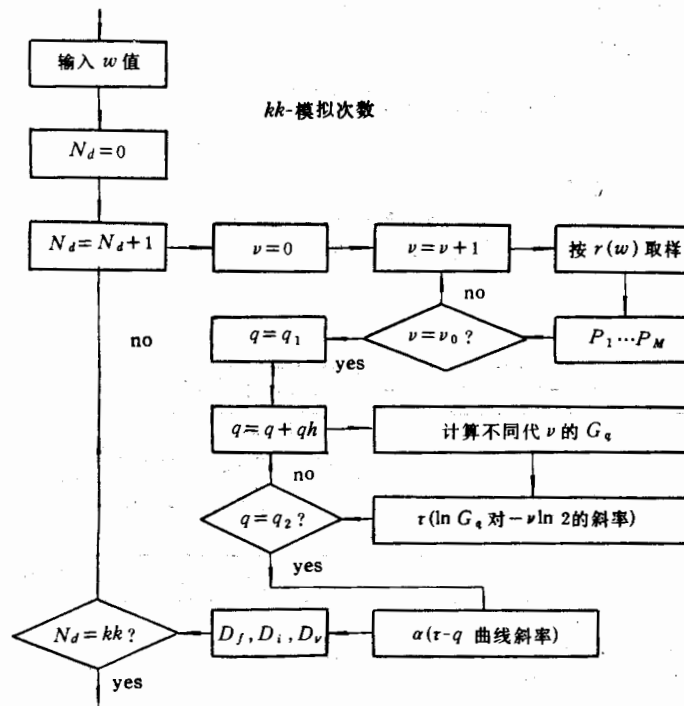 输入 w 值
kk-模拟次数
N_d=0
N_d=N_d+1
ν=0
ν=ν+1
按 r(w) 取样
no
no
q=q_1
ν=ν_0?
P_1…P_M
yes
q=q+qh
计算不同代 ν 的 G_q
no
q=q_2?
τ(ln G_q 对-νln 2的斜率)
yes
N_d=kk?
D_f,D_i,D_ν
α(τ-q 曲线斜率)
yes